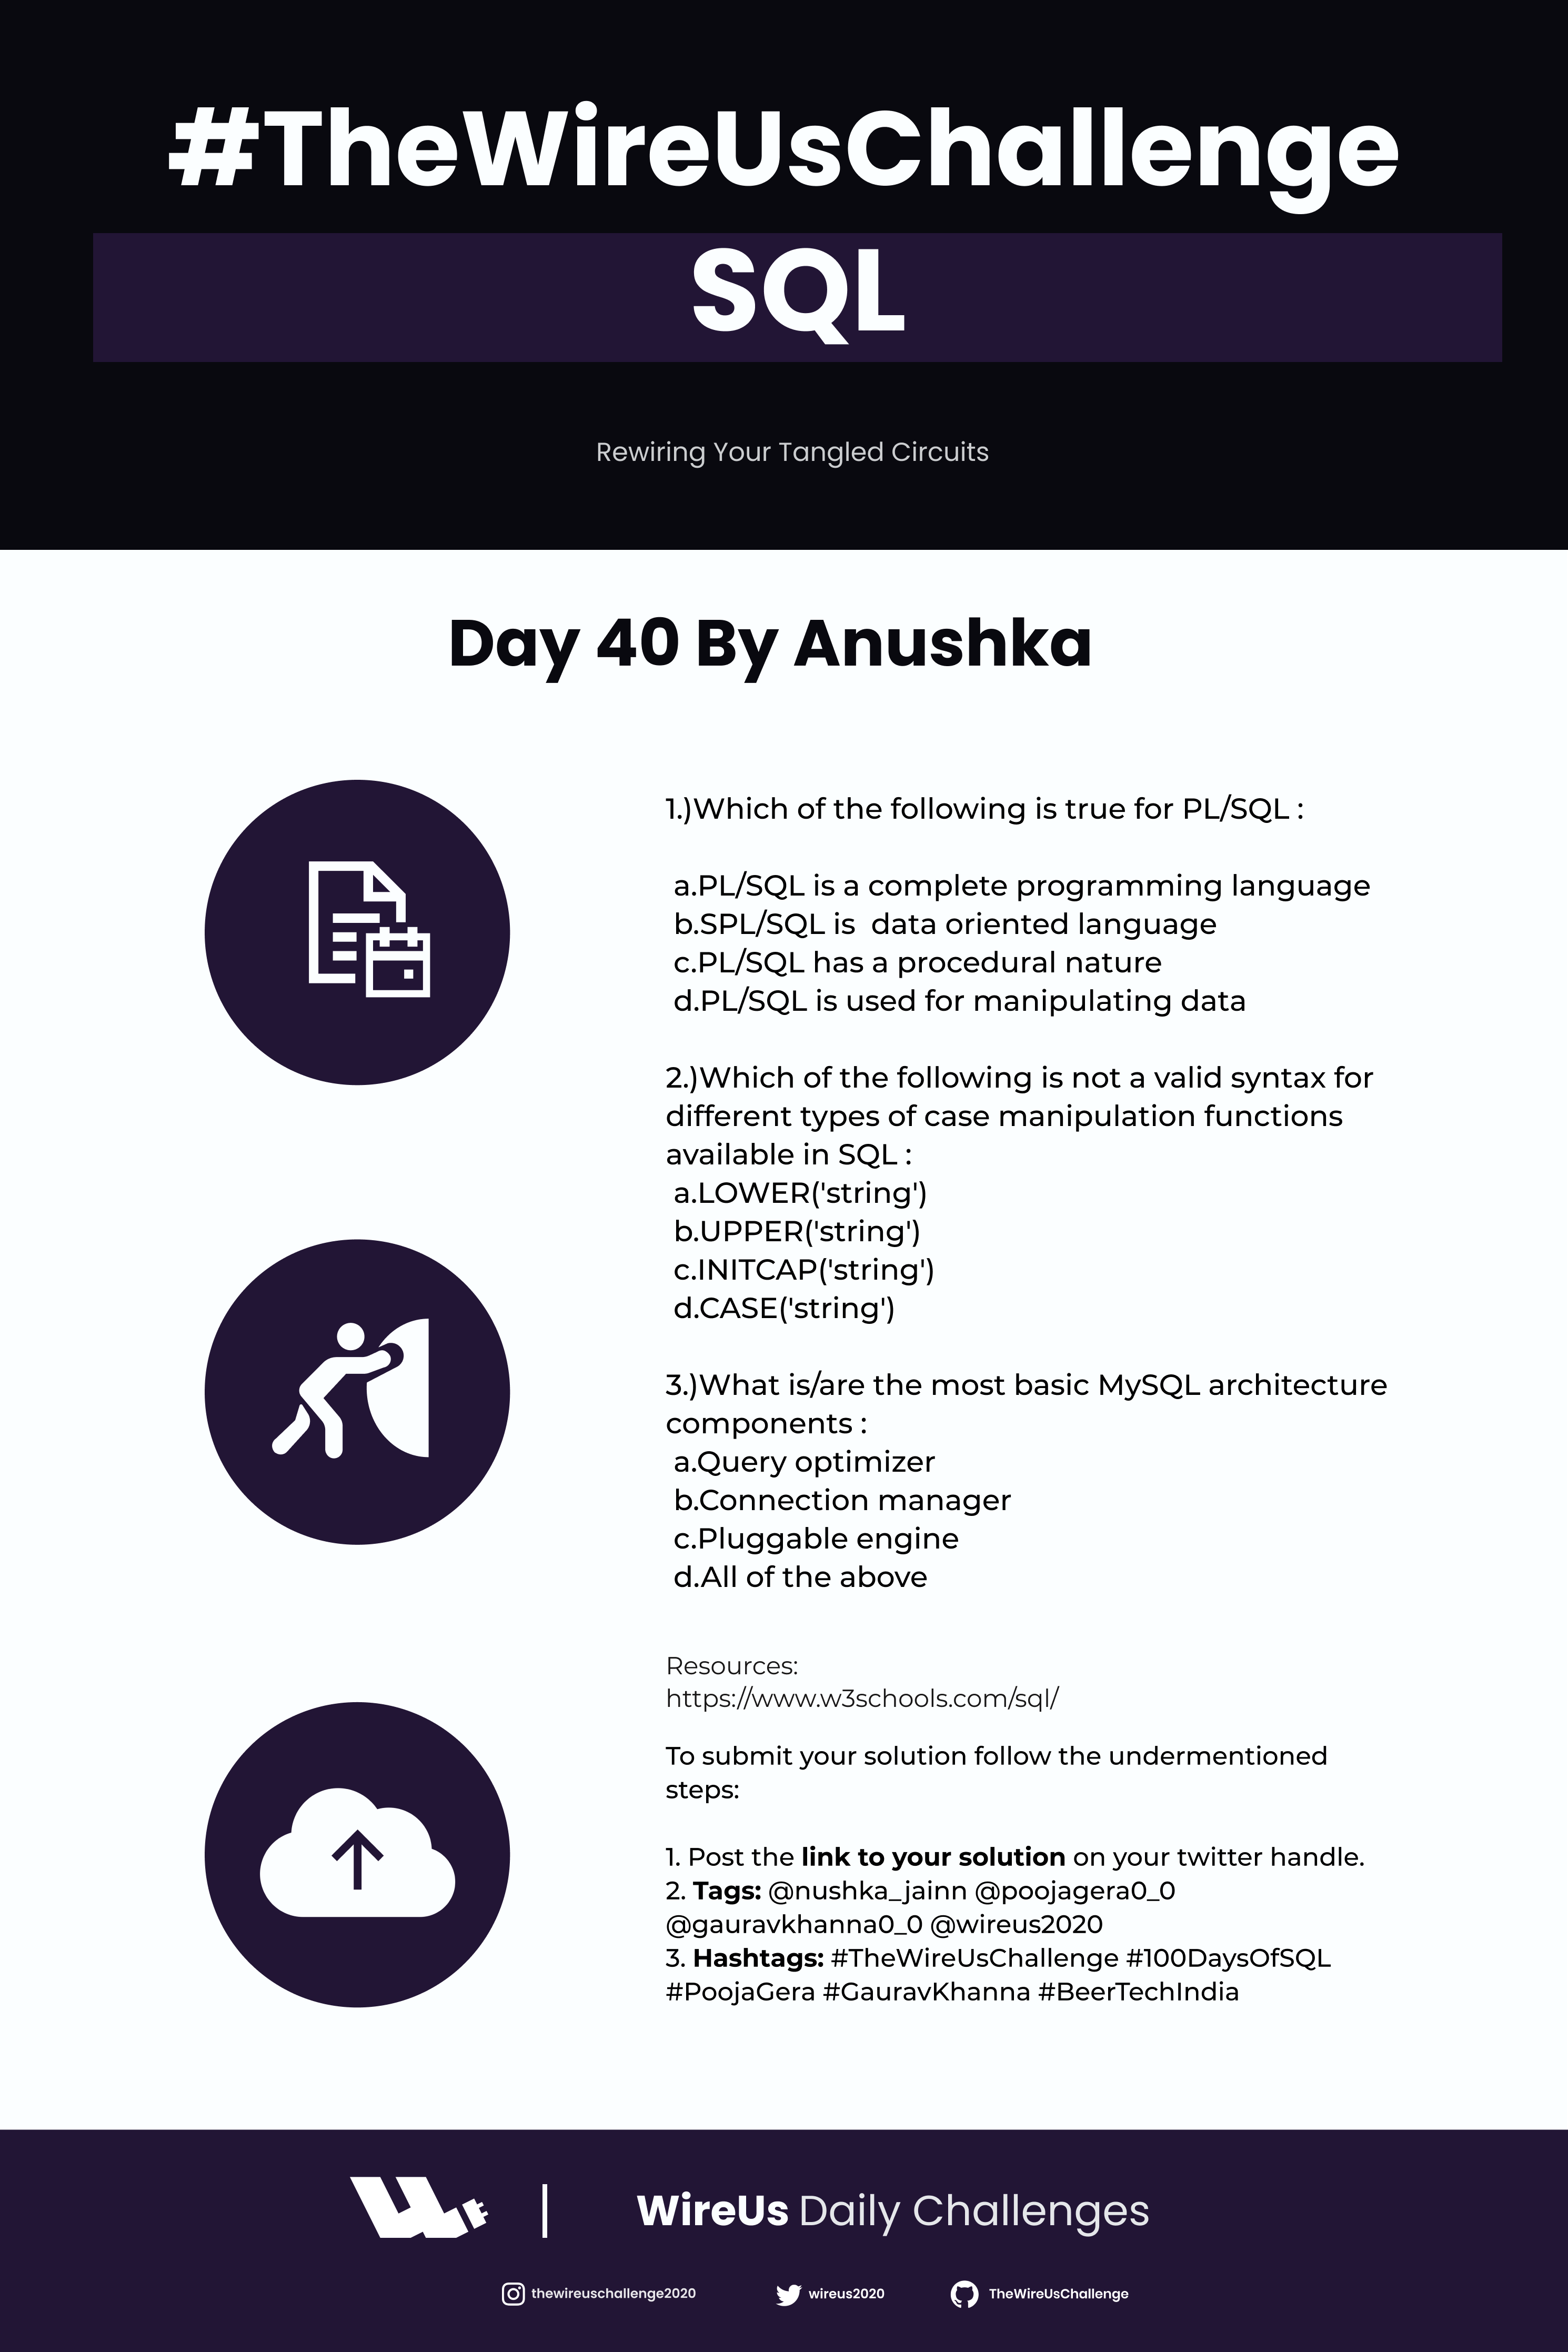 #TheWireUsChallenge
SQL
Rewiring Your Tangled Circuits
Day 40 By Anushka
1.)Which of the following is true for PL/SQL :
a.PL/SQL is a complete programming language
b.SPL/SQL is  data oriented language
c.PL/SQL has a procedural nature
d.PL/SQL is used for manipulating data
2.)Which of the following is not a valid syntax for
different types of case manipulation functions
available in SQL :
a.LOWER('string')
b.UPPER('string')
c.INITCAP('string')
d.CASE('string')
3.)What is/are the most basic MySQL architecture
components :
a.Query optimizer
b.Connection manager
c.Pluggable engine
d.All of the above
Resources:
https://www.w3schools.com/sql/
To submit your solution follow the undermentioned
steps:
1. Post the link to your solution on your twitter handle.
2. Tags: @nushka_jainn @poojagera0_0
@gauravkhanna0_0 @wireus2020
3. Hashtags: #TheWireUsChallenge #100DaysOfSQL
#PoojaGera #GauravKhanna #BeerTechIndia
WireUs Daily Challenges
thewireuschallenge2020 wireus2020 TheWireUsChallenge